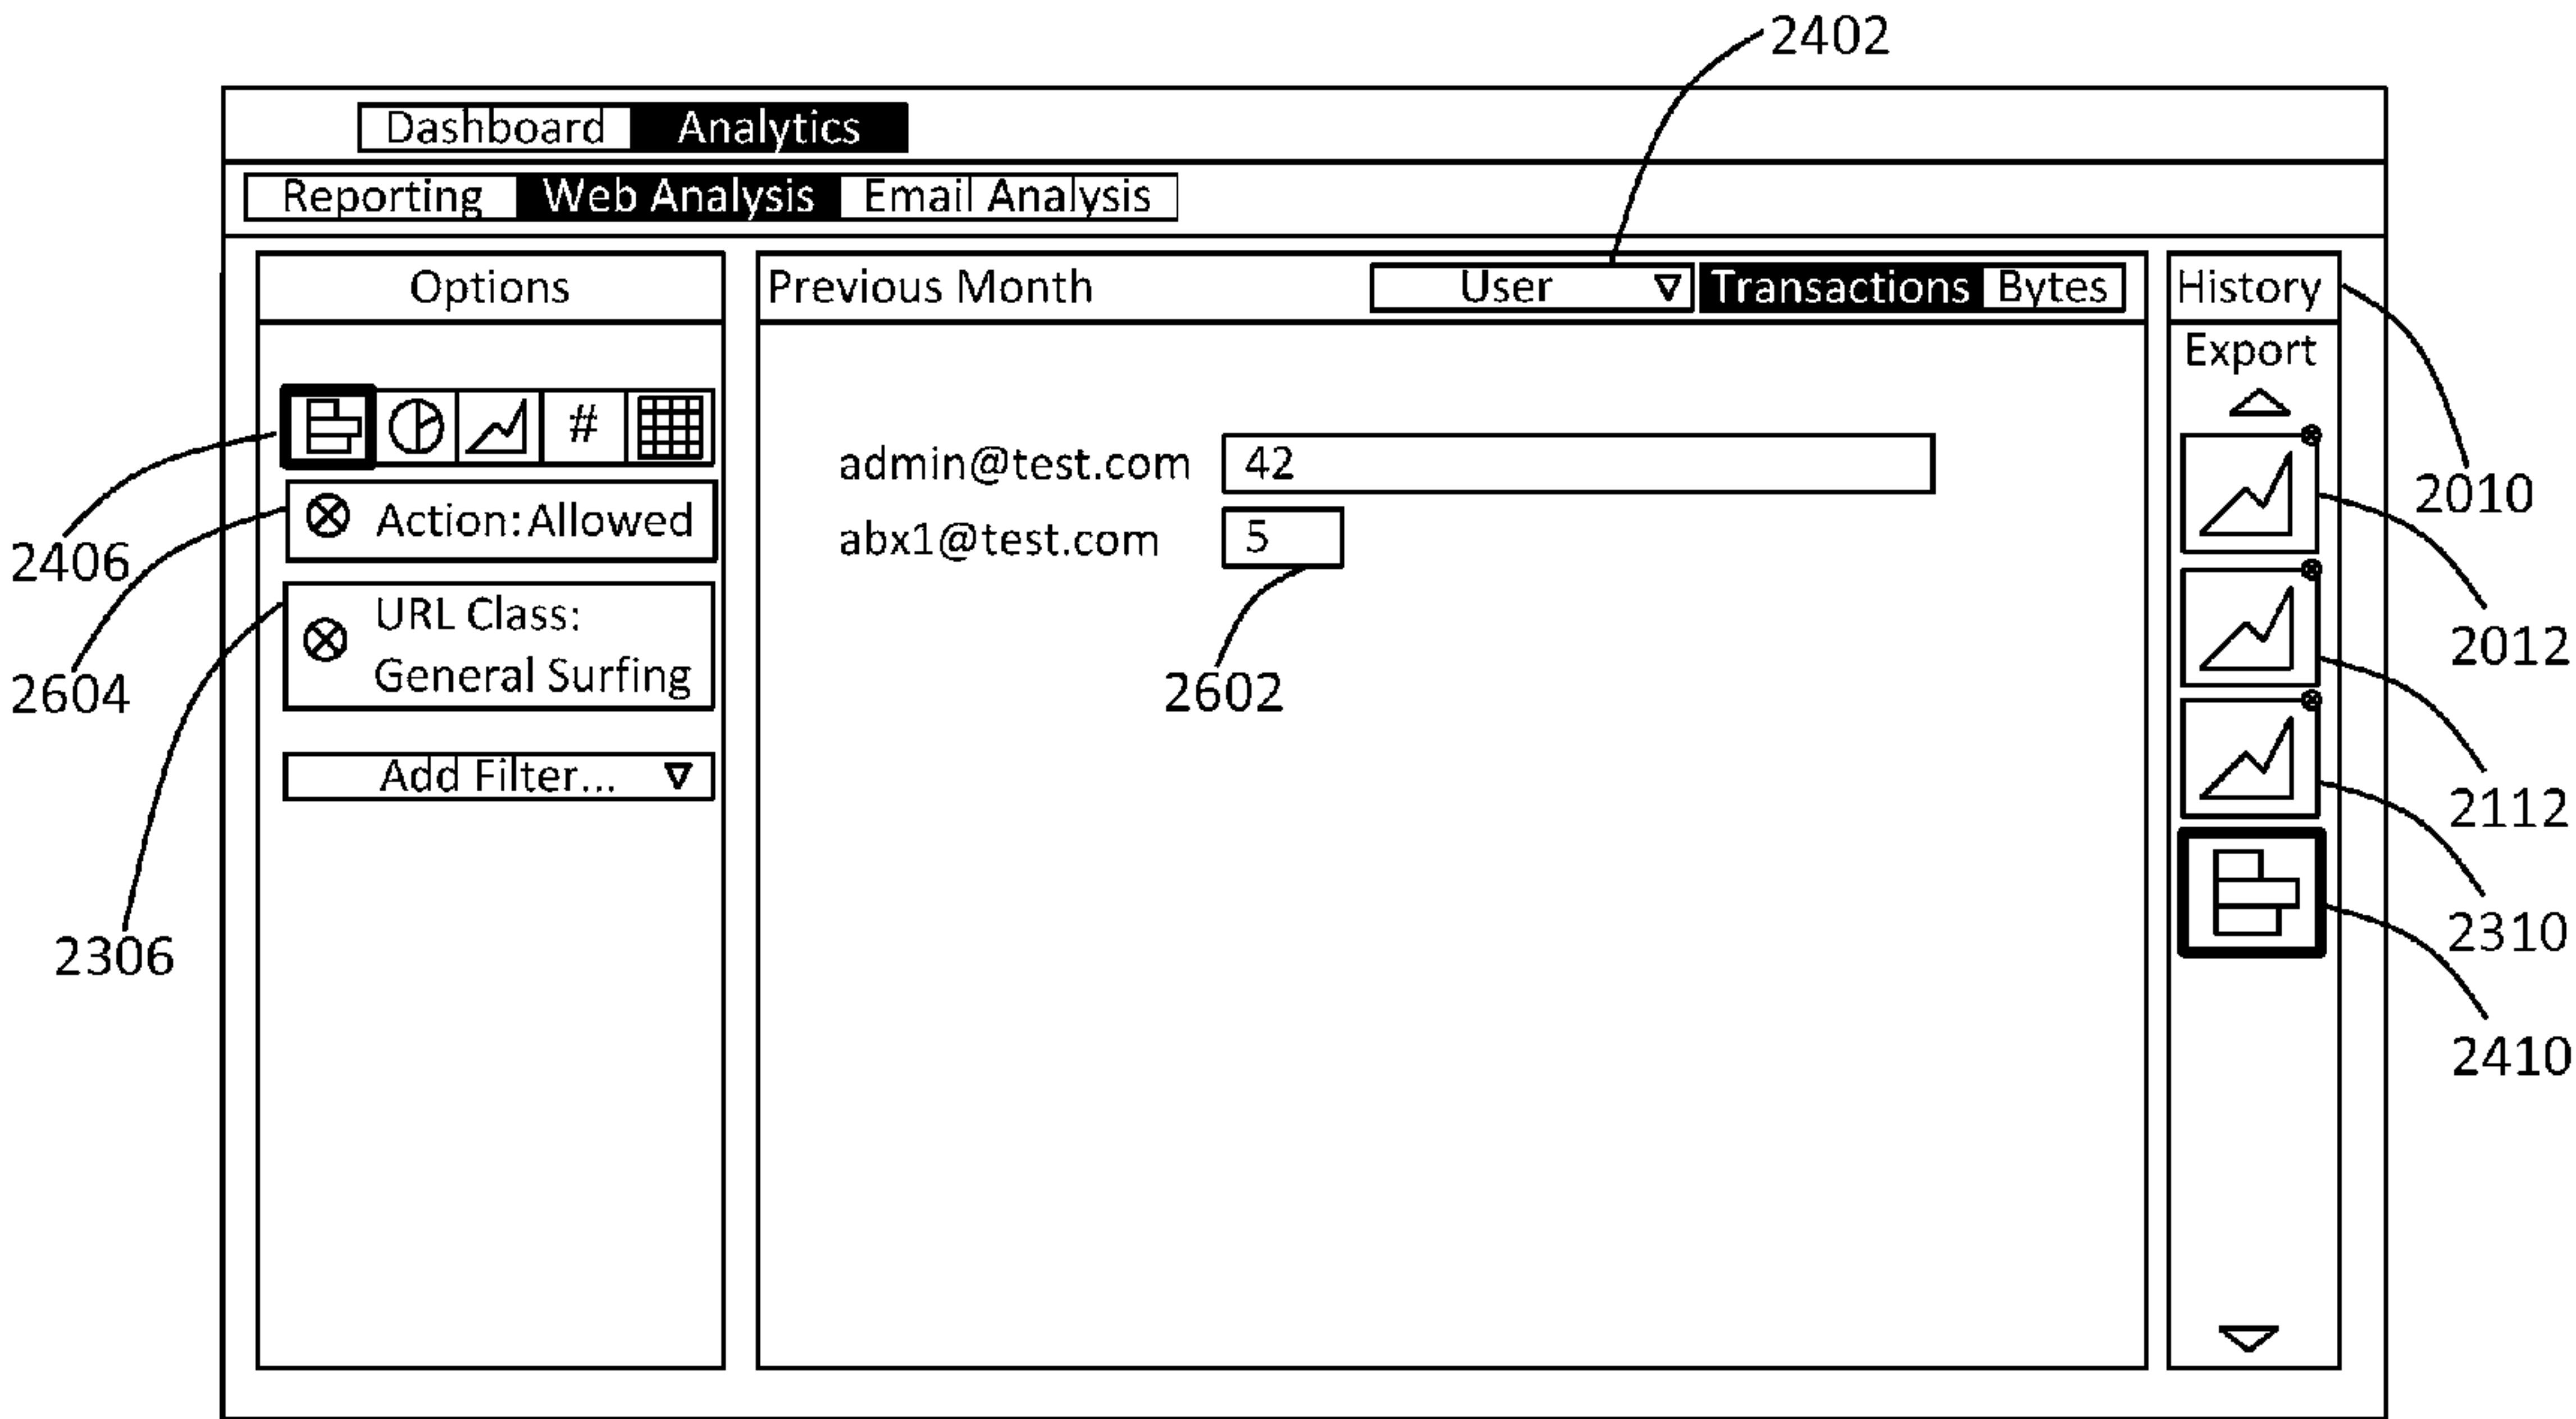 2402
Dashboard Analytics
Reporting Web Analysis Email Analysis
Options
Previous Month User Transactions Bytes
History
Export
#
Action: Allowed
URL Class:
General Surfing
Add Filter...
admin@test.com 42
abx1@test.com 5
2406
2604
2306
2602
2010
2012
2112
2310
2410